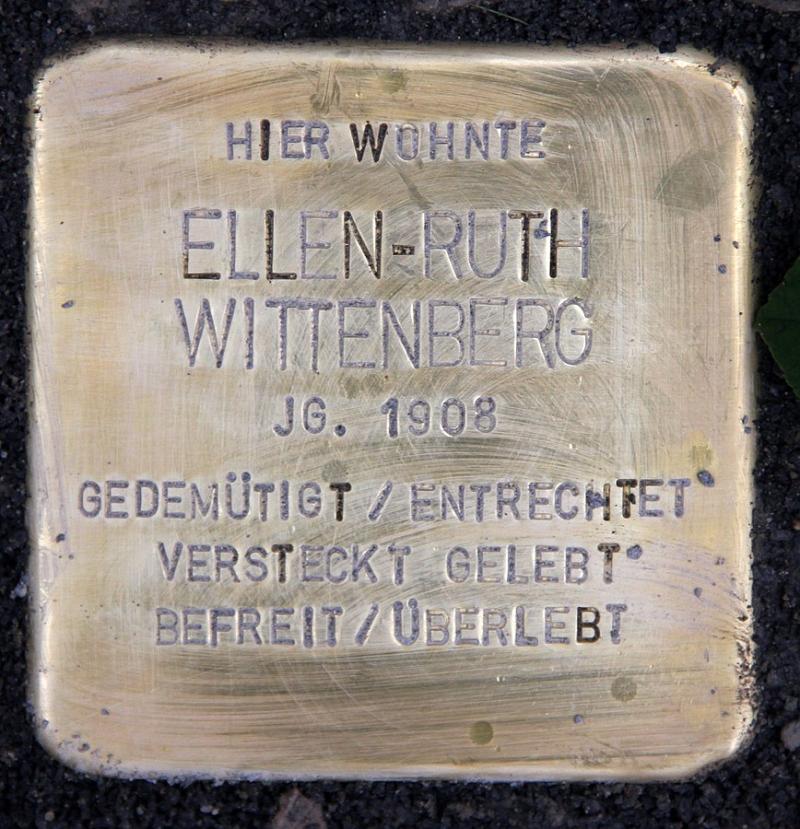 HIER WOHNTE
ELLEN-RUTH
WITTENBERG
JG. 1908
GEDEMÜTIGT / ENTRECHTET
VERSTECKT GELEBT
BEFREIT / ÜBERLEBT